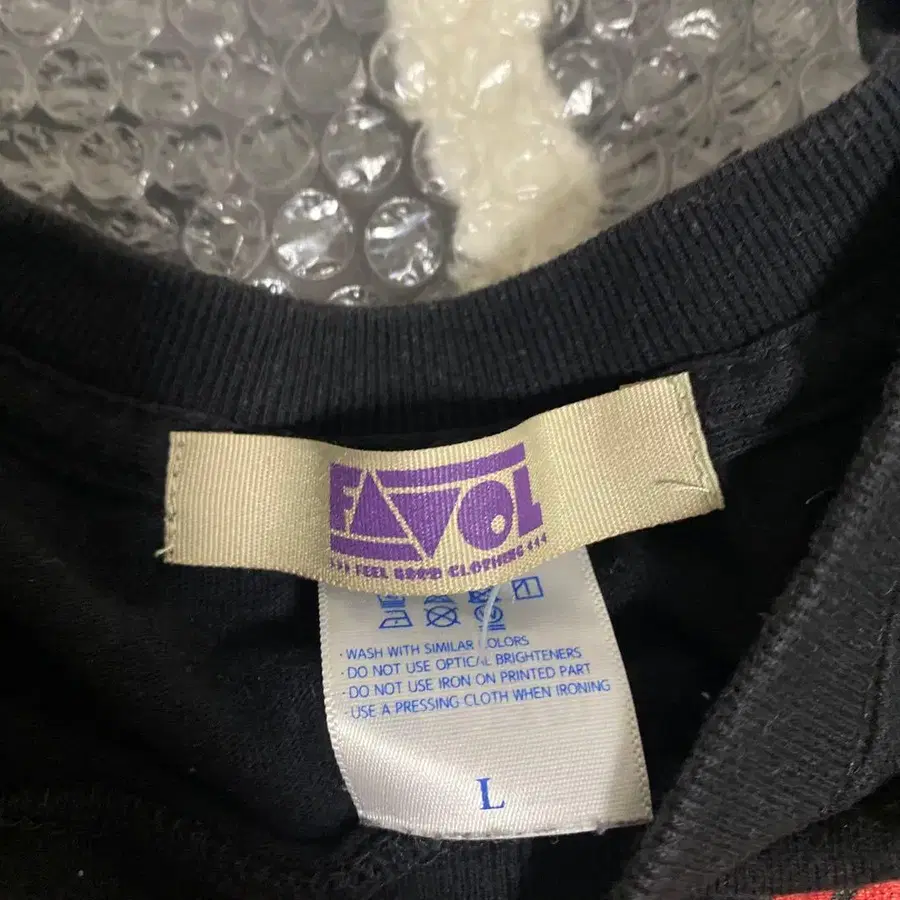 FAVOL
FEEL GOOD CLOTHING
· WASH WITH SIMILAR COLORS
· DO NOT USE OPTICAL BRIGHTENERS
· DO NOT USE IRON ON PRINTED PART
USE A PRESSING CLOTH WHEN IRONING
L